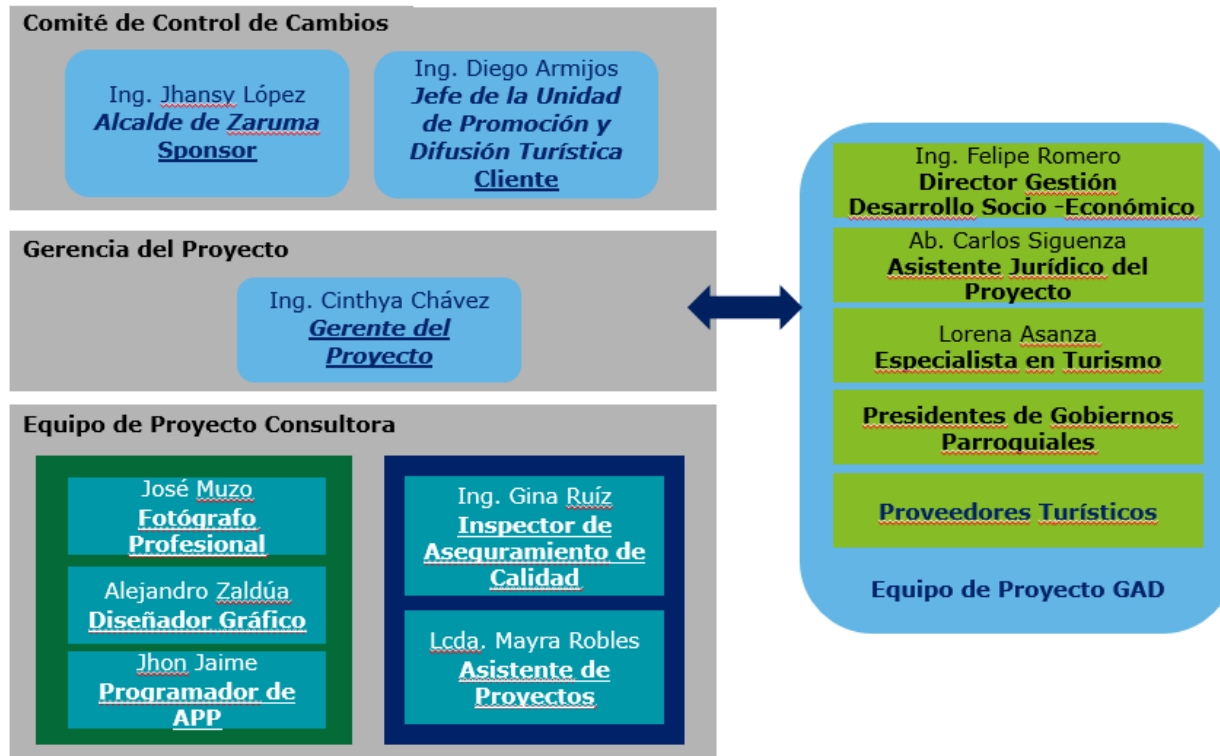 Comité de Control de Cambios
Ing. Jhansy López
Alcalde de Zaruma
Sponsor
Ing. Diego Armijos
Jefe de la Unidad
de Promoción y
Difusión Turística
Cliente
Gerencia del Proyecto
Ing. Cinthya Chávez
Gerente del
Proyecto
Equipo de Proyecto Consultora
José Muzo
Fotógrafo
Profesional
Alejandro Zaldúa
Diseñador Gráfico
Jhon Jaime
Programador de
APP
Ing. Gina Ruíz
Inspector de
Aseguramiento de
Calidad
Lcda. Mayra Robles
Asistente de
Proyectos
Ing. Felipe Romero
Director Gestión
Desarrollo Socio -Económico
Ab. Carlos Siguenza
Asistente Jurídico del
Proyecto
Lorena Asanza
Especialista en Turismo
Presidentes de Gobiernos
Parroquiales
Proveedores Turísticos
Equipo de Proyecto GAD